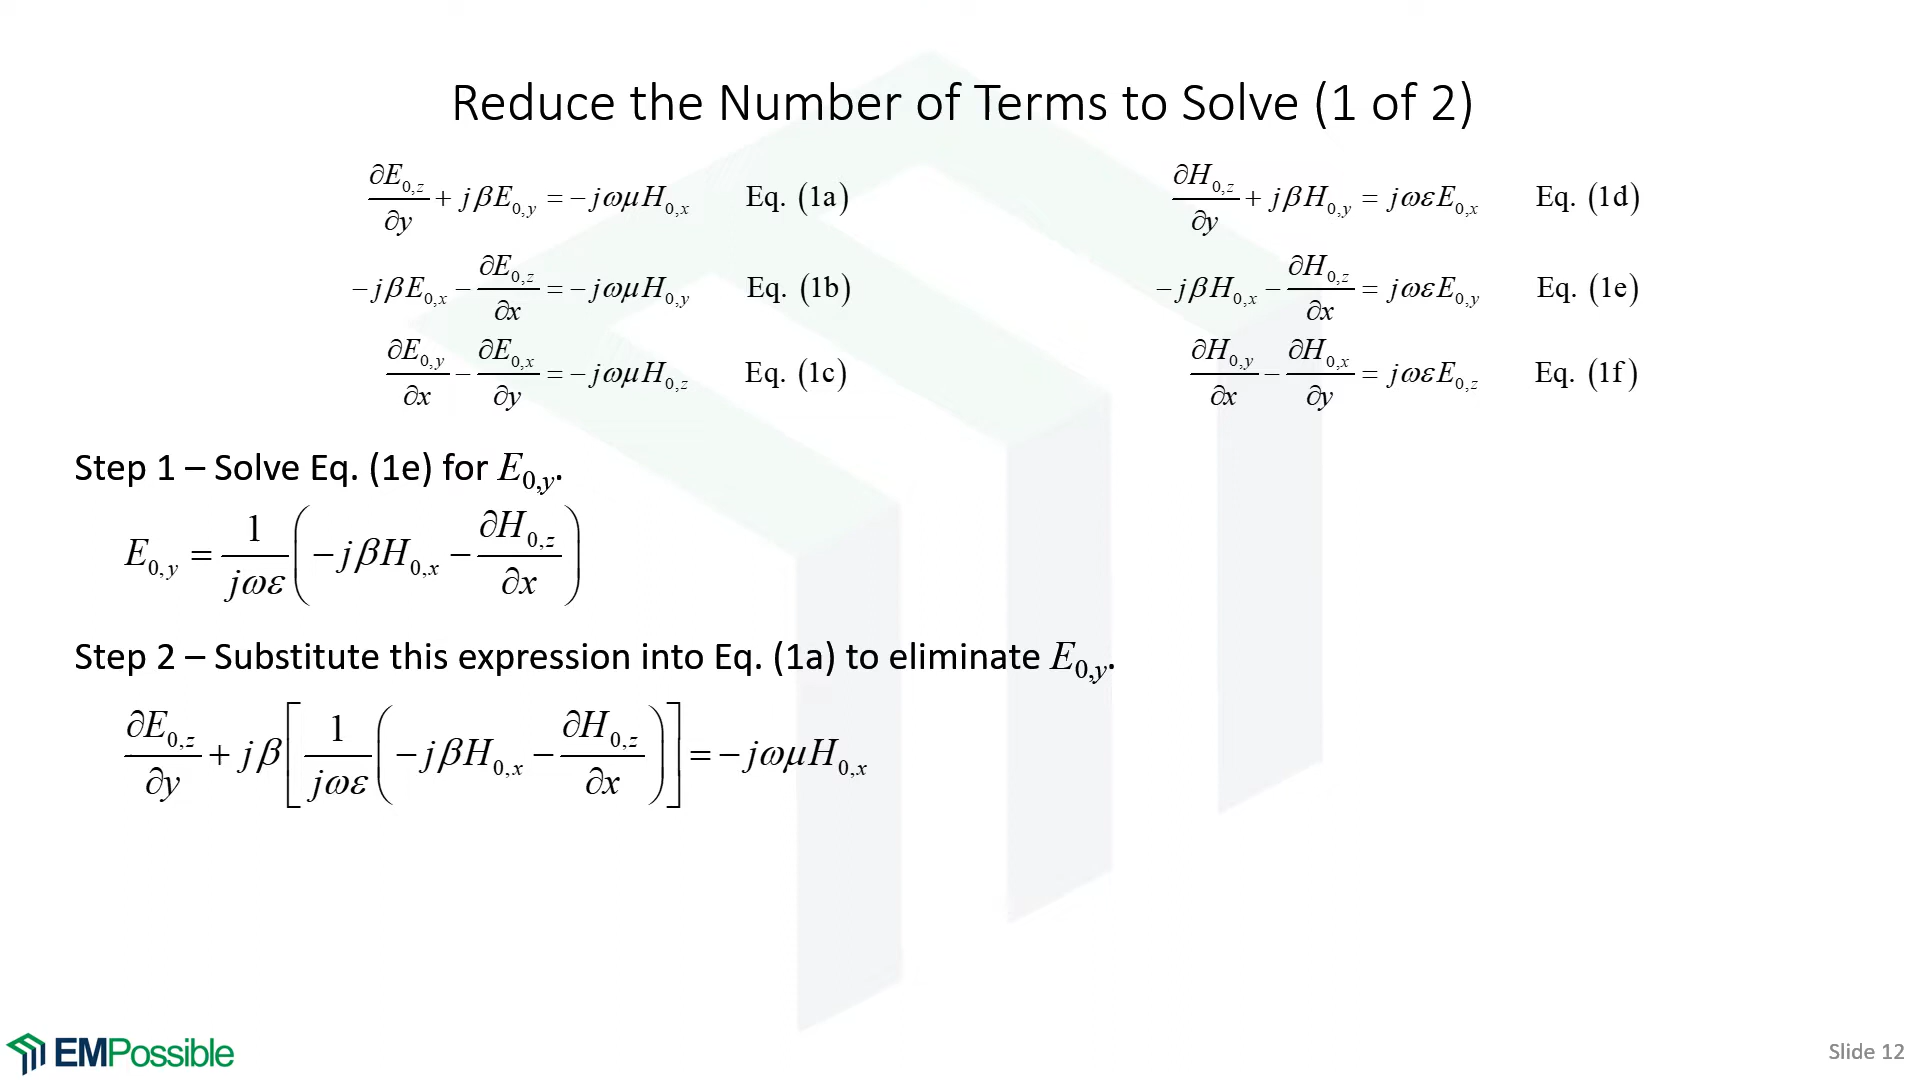 Reduce the Number of Terms to Solve (1 of 2)
∂E₀,z/∂y + jβE₀,y = −jωμH₀,x Eq. (1a)
−jβE₀,x − ∂E₀,z/∂x = −jωμH₀,y Eq. (1b)
∂E₀,y/∂x − ∂E₀,x/∂y = −jωμH₀,z Eq. (1c)
∂H₀,z/∂y + jβH₀,y = jωεE₀,x Eq. (1d)
−jβH₀,x − ∂H₀,z/∂x = jωεE₀,y Eq. (1e)
∂H₀,y/∂x − ∂H₀,x/∂y = jωεE₀,z Eq. (1f)
Step 1 – Solve Eq. (1e) for E₀,y.
E₀,y = 1/jωε (−jβH₀,x − ∂H₀,z/∂x)
Step 2 – Substitute this expression into Eq. (1a) to eliminate E₀,y.
∂E₀,z/∂y + jβ[1/jωε (−jβH₀,x − ∂H₀,z/∂x)] = −jωμH₀,x
EMPossible
Slide 12